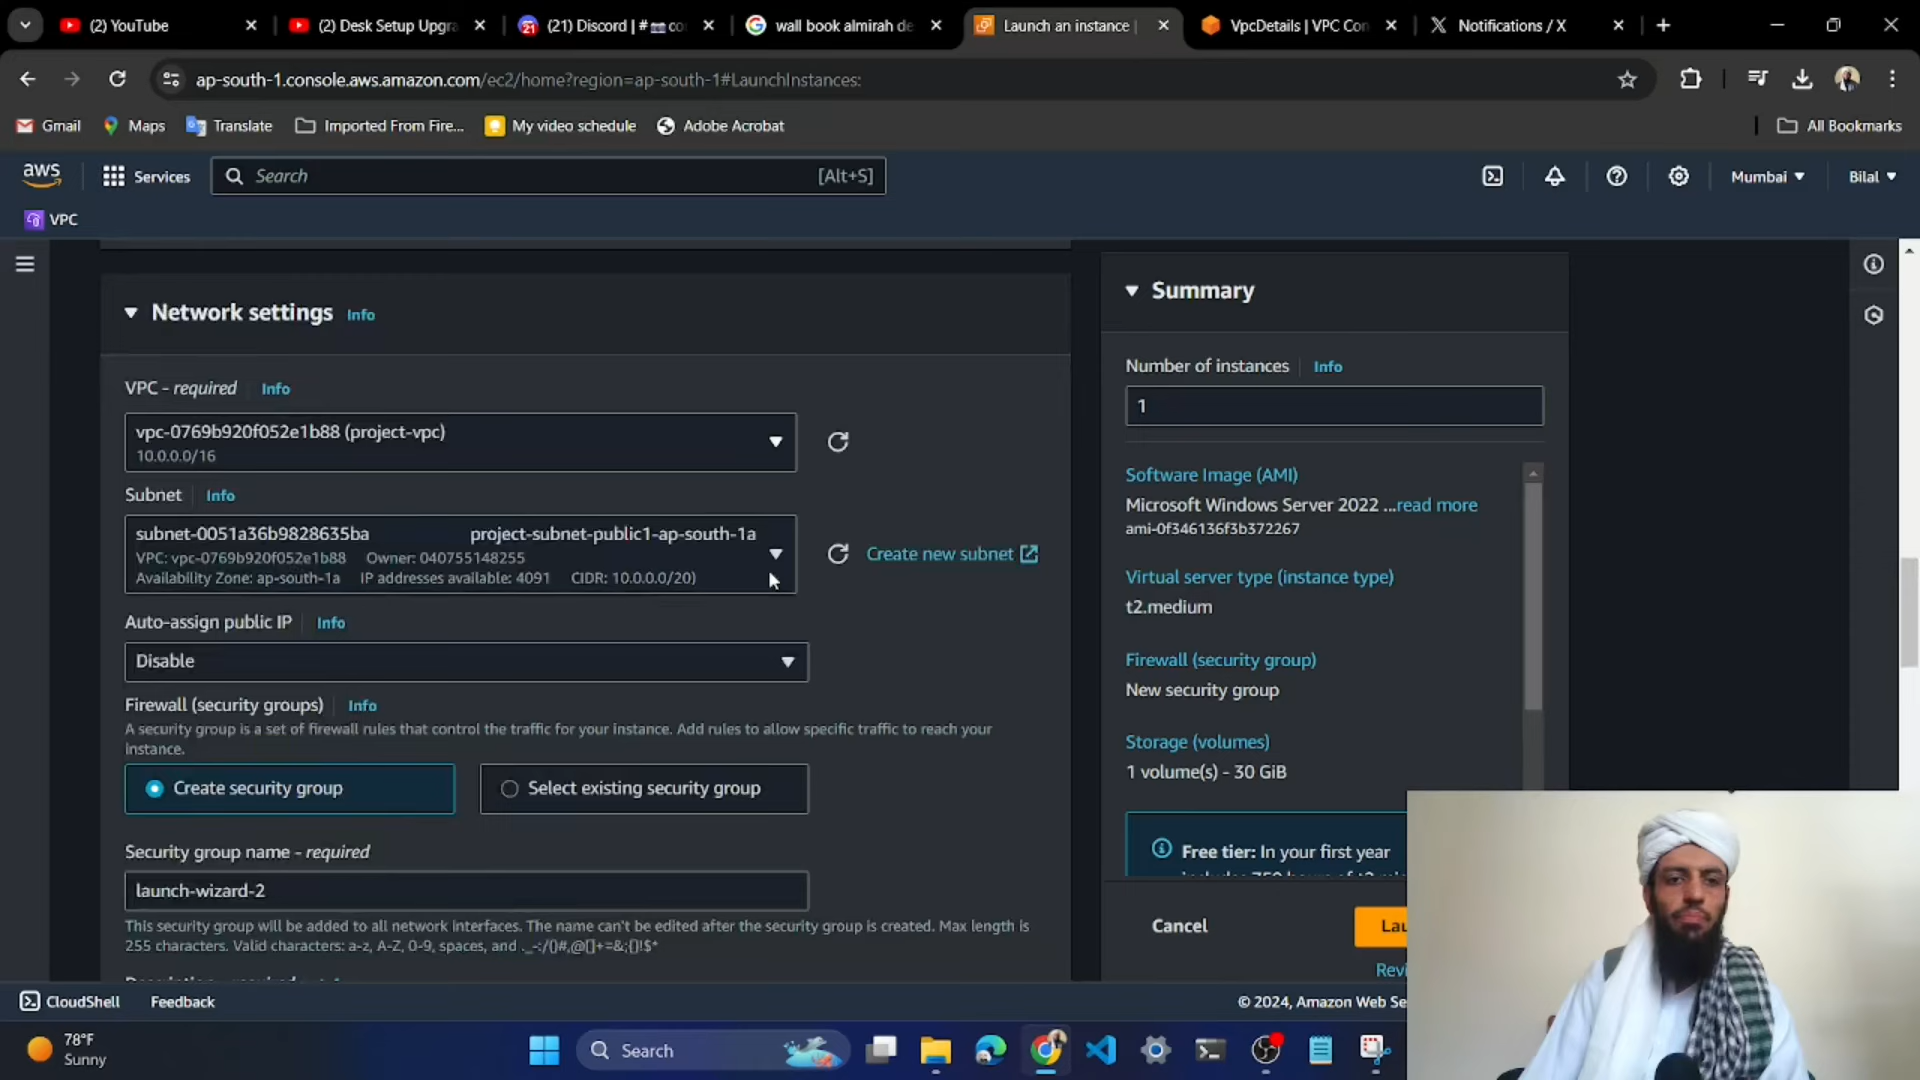 (2) YouTube
(2) Desk Setup Upgra
(21) Discord | # co
wall book almirah de
Launch an instance |
VpcDetails | VPC Con
Notifications / X
ap-south-1.console.aws.amazon.com/ec2/home?region=ap-south-1#LaunchInstances:
Gmail
Maps
Translate
Imported From Fire...
My video schedule
Adobe Acrobat
All Bookmarks
aws
Services
Search
[Alt+S]
Mumbai
Bilal
VPC
Network settings Info
VPC - required Info
vpc-0769b920f052e1b88 (project-vpc)
10.0.0.0/16
Subnet Info
subnet-0051a36b9828635ba project-subnet-public1-ap-south-1a
VPC: vpc-0769b920f052e1b88 Owner: 040755148255
Availability Zone: ap-south-1a IP addresses available: 4091 CIDR: 10.0.0.0/20)
Create new subnet
Auto-assign public IP Info
Disable
Firewall (security groups) Info
A security group is a set of firewall rules that control the traffic for your instance. Add rules to allow specific traffic to reach your
instance.
Create security group
Select existing security group
Security group name - required
launch-wizard-2
This security group will be added to all network interfaces. The name can't be edited after the security group is created. Max length is
255 characters. Valid characters: a-z, A-Z, 0-9, spaces, and ._-:/()#,@[]+=&;{}!$*
Summary
Number of instances Info
1
Software Image (AMI)
Microsoft Windows Server 2022 ...read more
ami-0f346136f3b372267
Virtual server type (instance type)
t2.medium
Firewall (security group)
New security group
Storage (volumes)
1 volume(s) - 30 GiB
Free tier: In your first year
Cancel
Lau
Revi
CloudShell
Feedback
© 2024, Amazon Web Se
78°F
Sunny
Search